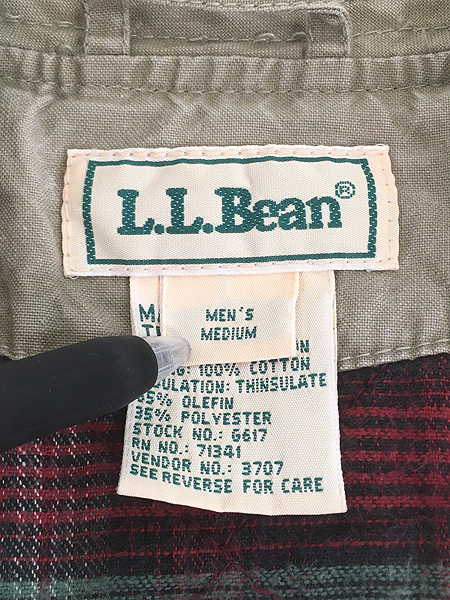 L.L.Bean®
MEN'S
MEDIUM
100% COTTON
THINSULATE
OLEFIN
35% POLYESTER
STOCK NO.: G617
RN NO.: 71341
VENDOR NO.: 3707
SEE REVERSE FOR CARE